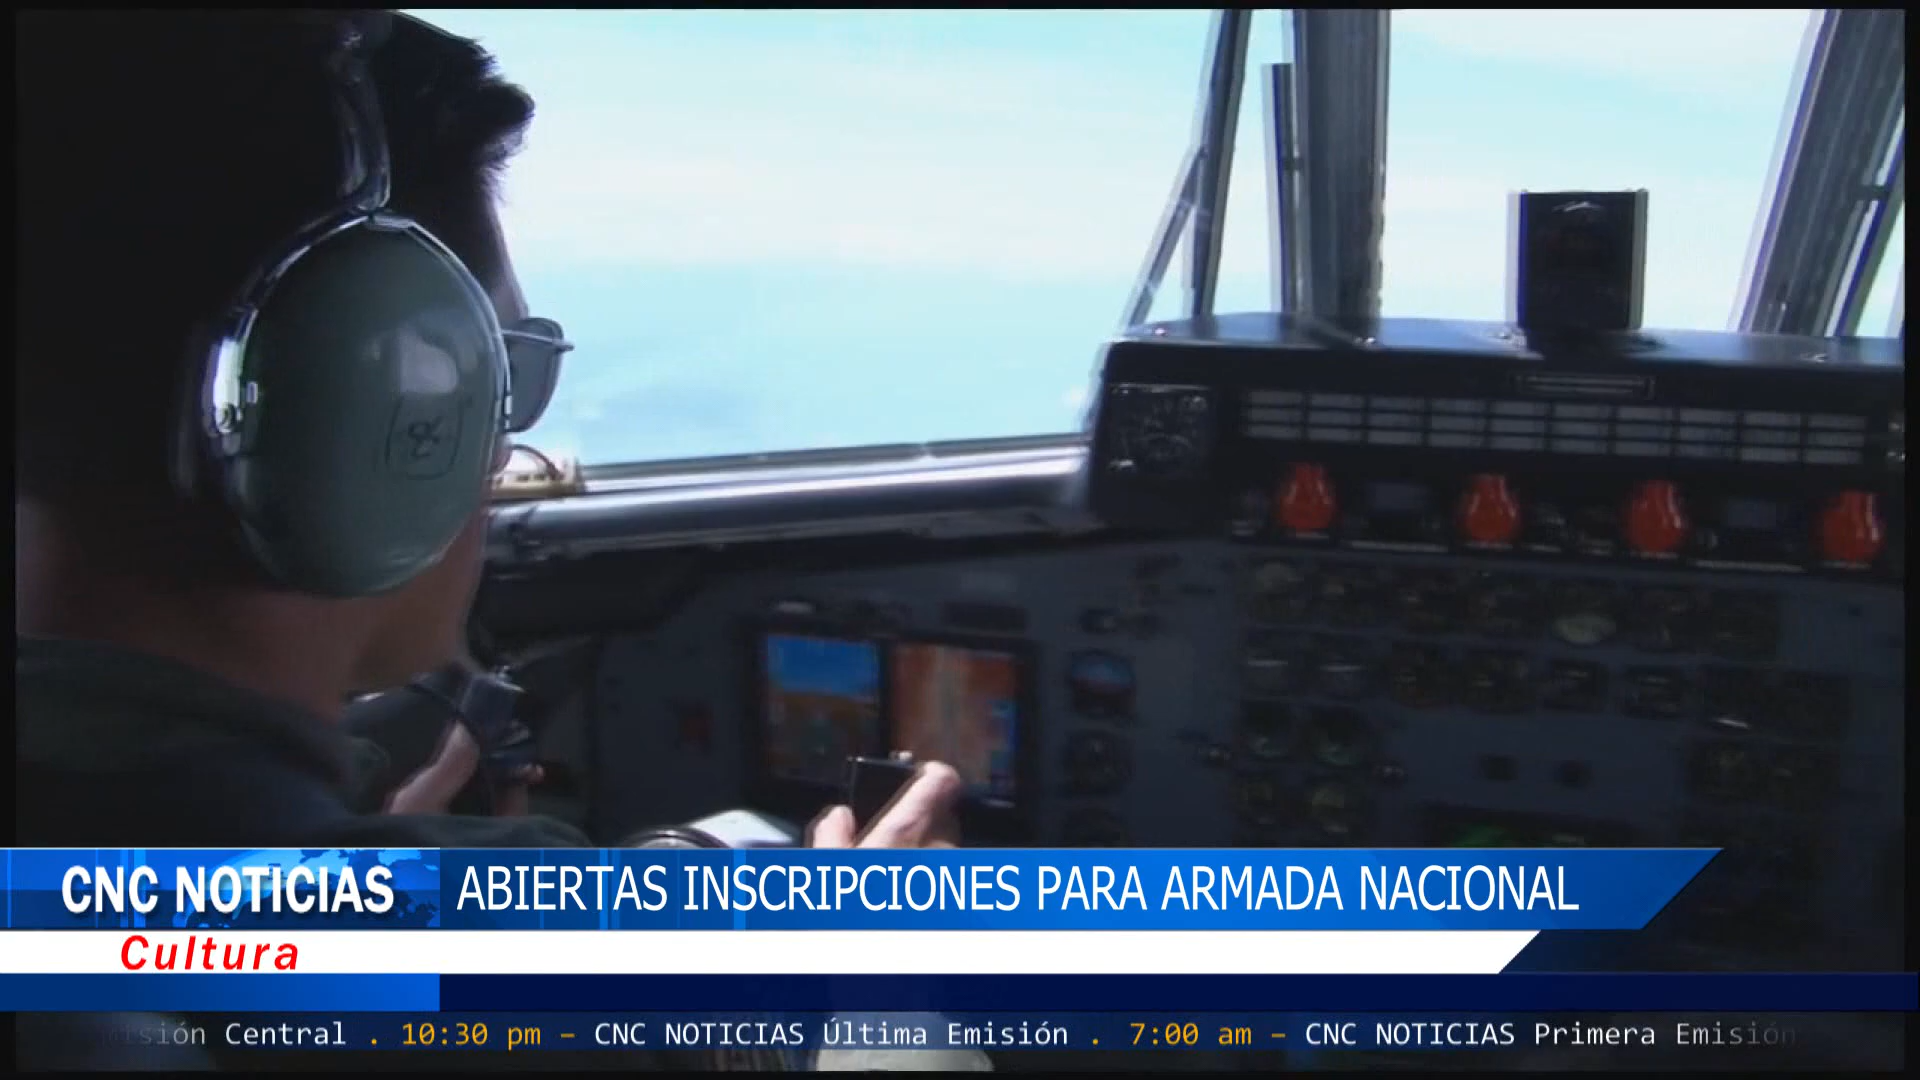 CNC NOTICIAS
ABIERTAS INSCRIPCIONES PARA ARMADA NACIONAL
Cultura
Central . 10:30 pm – CNC NOTICIAS Última Emisión . 7:00 am – CNC NOTICIAS Primera Emisión